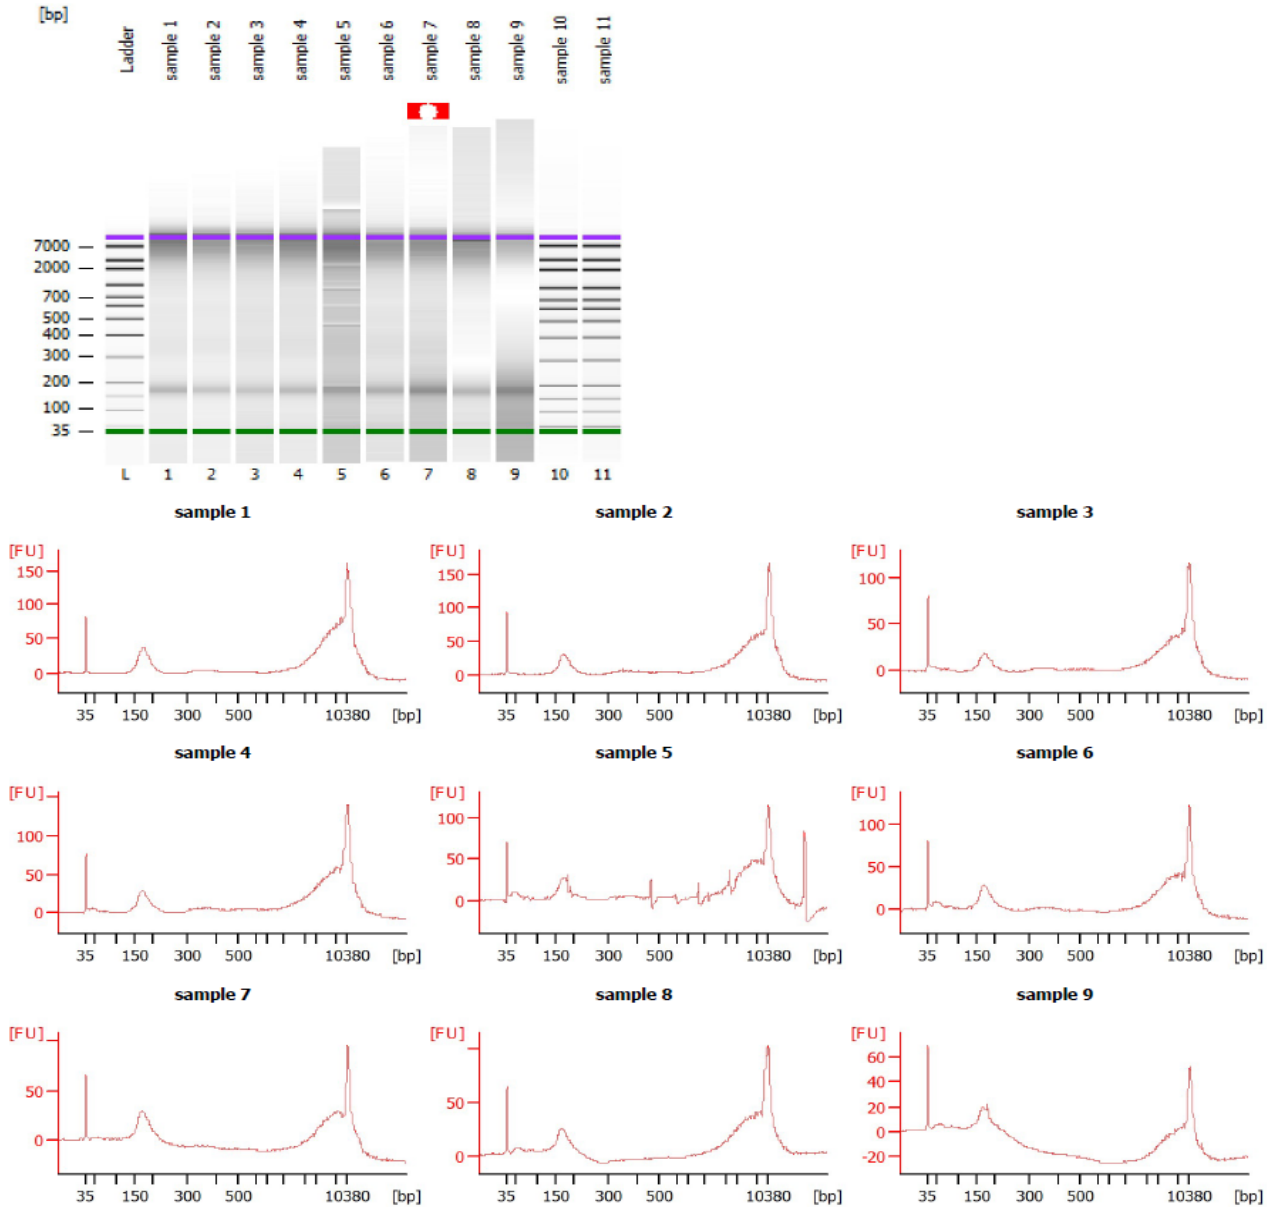 [bp]
Ladder sample 1 sample 2 sample 3 sample 4 sample 5 sample 6 sample 7 sample 8 sample 9 sample 10 sample 11
7000
2000
700
500
400
300
200
100
35
L 1 2 3 4 5 6 7 8 9 10 11
sample 1 sample 2 sample 3
[FU] [FU] [FU]
150 150 100
100 100 50
50 50 0
0 0
35 150 300 500 10380 [bp] 35 150 300 500 10380 [bp] 35 150 300 500 10380 [bp]
sample 4 sample 5 sample 6
[FU] [FU] [FU]
100 100 100
50 50 50
0 0 0
35 150 300 500 10380 [bp] 35 150 300 500 10380 [bp] 35 150 300 500 10380 [bp]
sample 7 sample 8 sample 9
[FU] [FU] [FU]
50 50 60
0 0 40
20
0
-20
35 150 300 500 10380 [bp] 35 150 300 500 10380 [bp] 35 150 300 500 10380 [bp]